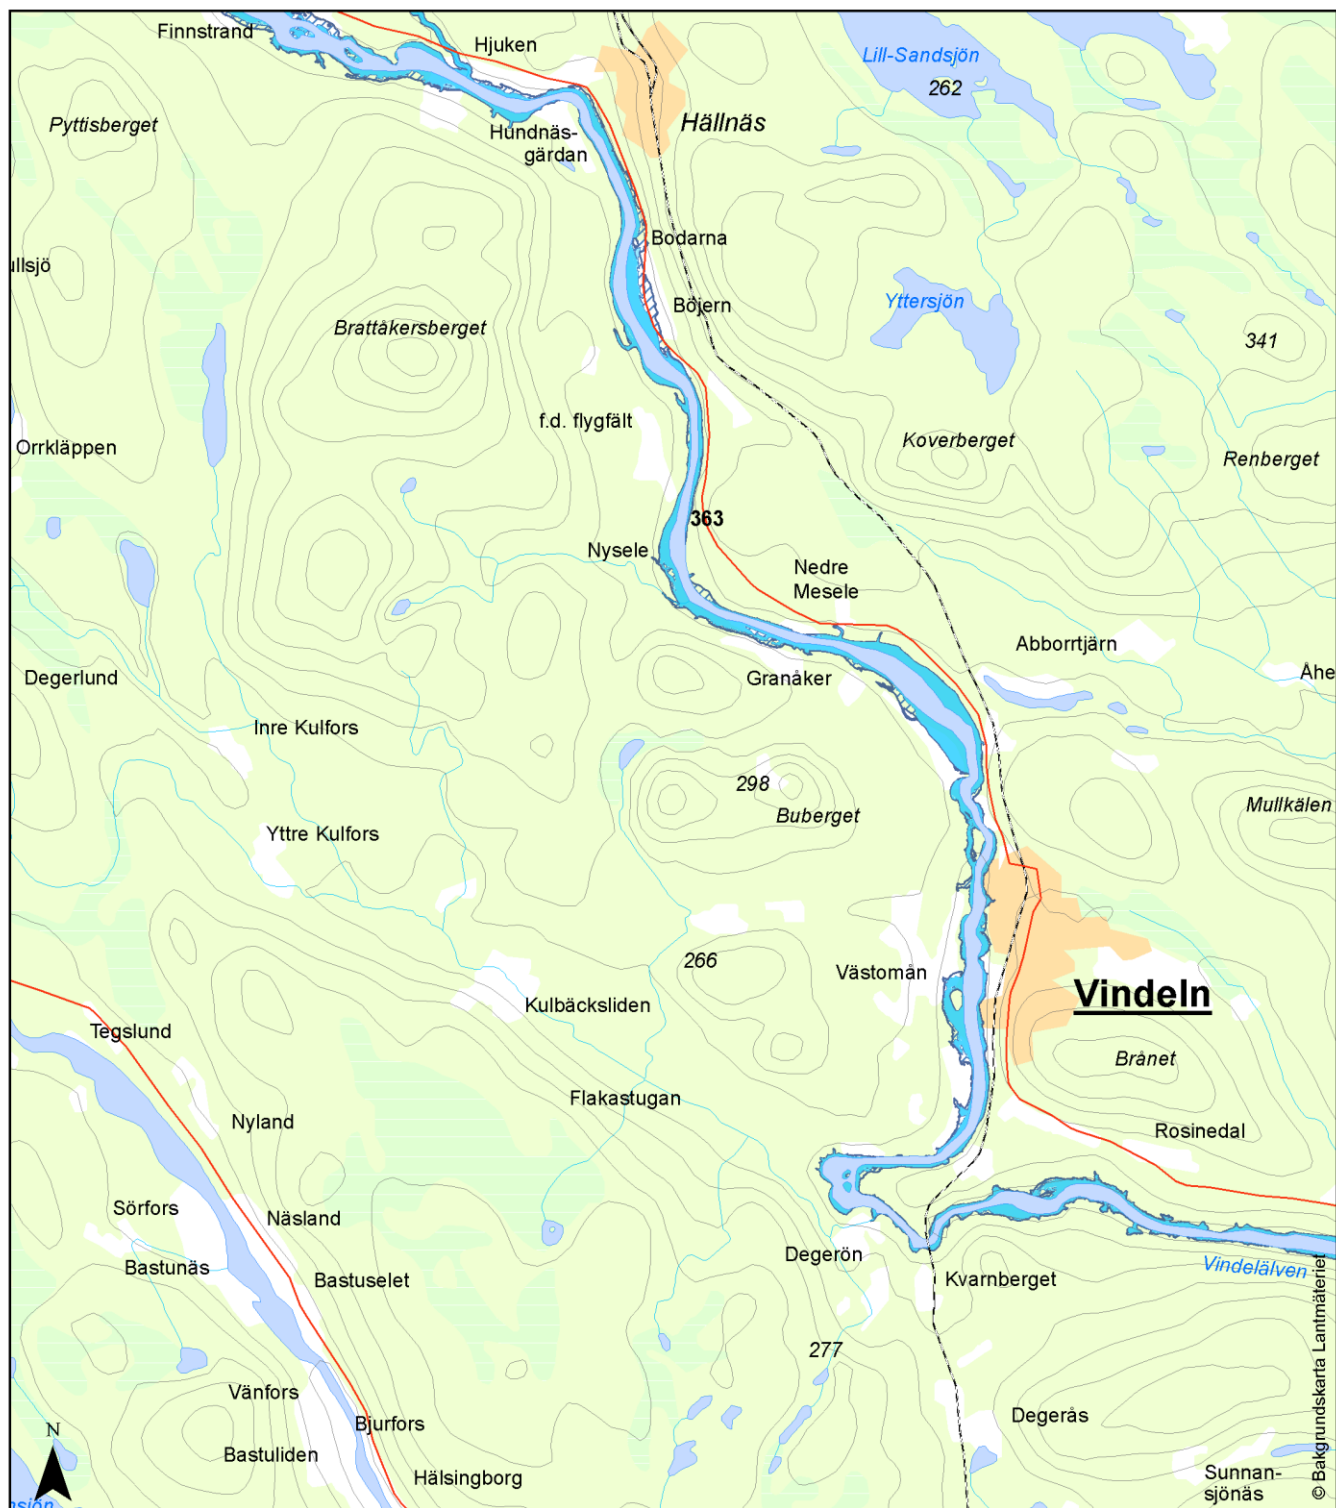 Finnstrand
Hjuken
Lill-Sandsjön
262
Pyttisberget
Hällnäs
Hundnäs-
gärdan
Bodarna
ullsjö
Böjern
Yttersjön
Brattåkersberget
341
f.d. flygfält
Orrkläppen
Koverberget
Renberget
363
Nysele
Nedre
Mesele
Abborrtjärn
Degerlund
Granåker
Åhe
Inre Kulfors
298
Buberget
Mullkälen
Yttre Kulfors
266
Västomån
Kulbäcksliden
Vindeln
Tegslund
Brånet
Flakastugan
Nyland
Rosinedal
Sörfors
Näsland
Degerön
Bastunäs
Bastuselet
Kvarnberget
Vindelälven
277
Vänfors
Bjurfors
Degerås
N
Bastuliden
Hälsingborg
Sunnan-
sjönäs
nsjön
© Bakgrundskarta Lantmäteriet